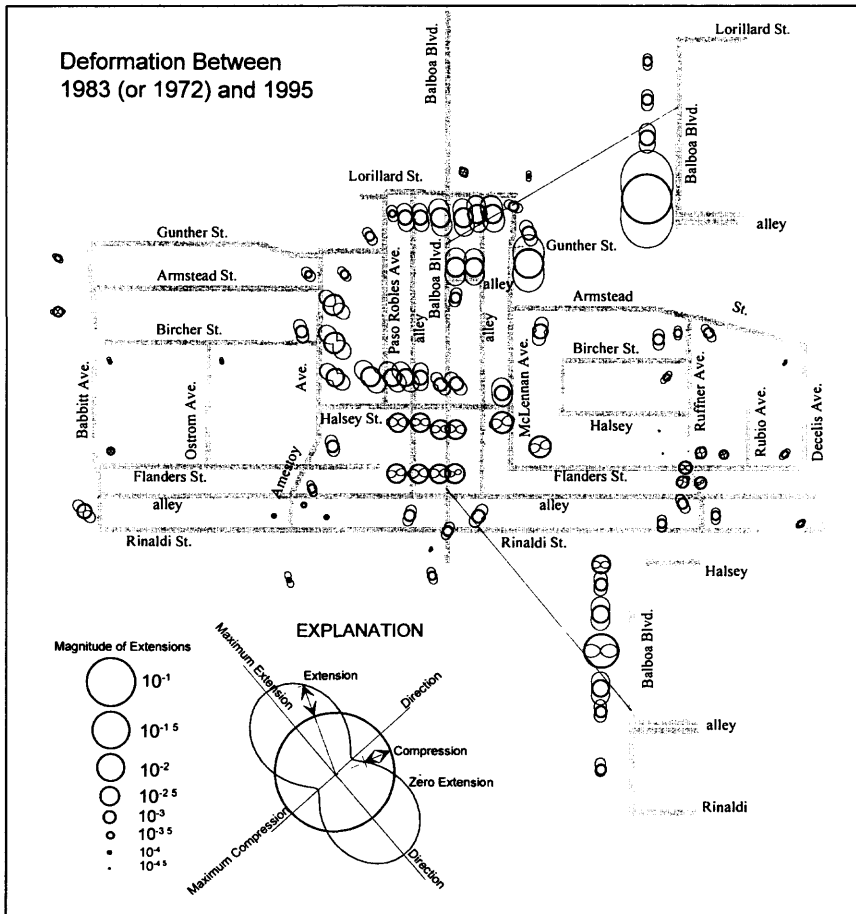 Deformation Between
1983 (or 1972) and 1995
Balboa Blvd.
Lorillard St.
Balboa Blvd.
alley
Lorillard St.
Gunther St.
Gunther St.
Armstead St.
Bircher St.
Paso Robles Ave.
alley
Balboa Blvd.
alley
alley
McLennan Ave.
Armstead
St.
Bircher St.
Halsey
Ruffner Ave.
Rubio Ave.
Decelis Ave.
Babbitt Ave.
Ostrom Ave.
Ave.
Amestoy
Halsey St.
Flanders St.
Flanders St.
alley
alley
Rinaldi St.
Rinaldi St.
Halsey
Balboa Blvd.
alley
Rinaldi
EXPLANATION
Magnitude of Extensions
10-1
10-1 5
10-2
10-2 5
10-3
10-3 5
10-4
10-4 5
Maximum Extension
Extension
Direction
Compression
Zero Extension
Maximum Compression
Direction